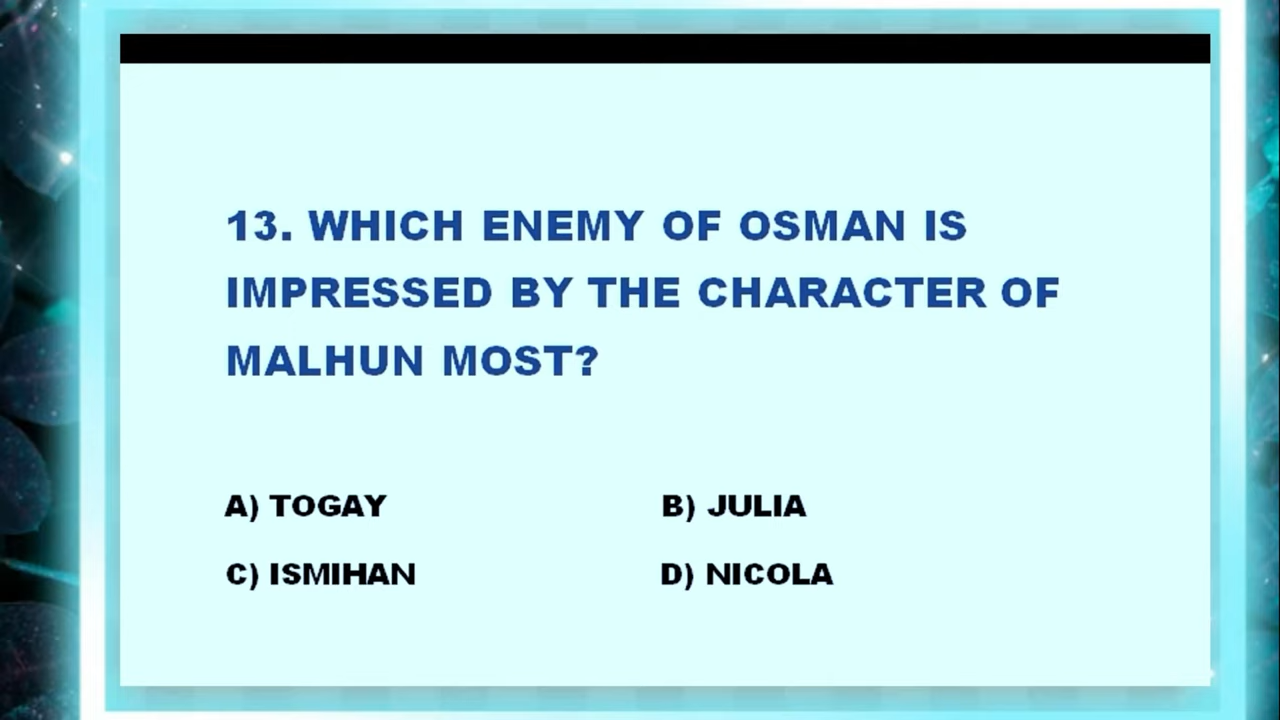 13. WHICH ENEMY OF OSMAN IS
IMPRESSED BY THE CHARACTER OF
MALHUN MOST?
A) TOGAY B) JULIA
C) ISMIHAN D) NICOLA